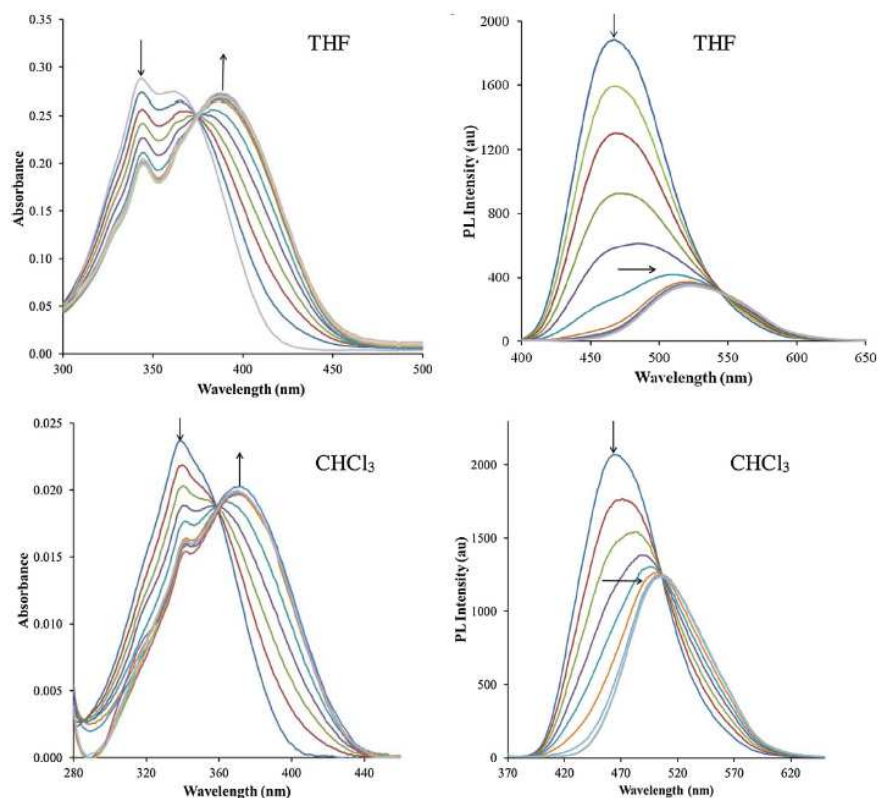 THF
Absorbance
0.35
0.30
0.25
0.20
0.15
0.10
0.05
0.00
300 350 400 450 500
Wavelength (nm)
THF
PL Intensity (au)
2000
1600
1200
800
400
0
400 450 500 550 600 650
Wavelength (nm)
CHCl₃
Absorbance
0.025
0.020
0.015
0.010
0.005
0.000
280 320 360 400 440
Wavelength (nm)
CHCl₃
PL Intensity (au)
2000
1500
1000
500
0
370 420 470 520 570 620
Wavelength (nm)